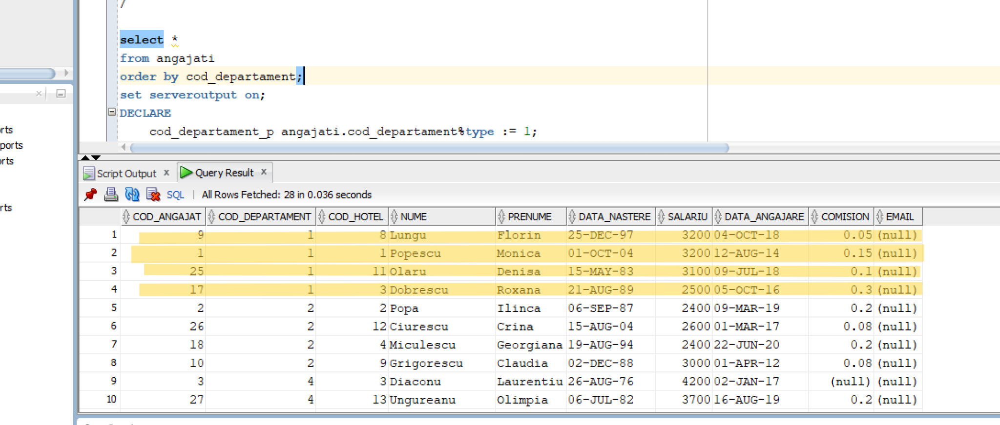 /
select *
from angajati
order by cod_departament;
set serveroutput on;
DECLARE
cod_departament_p angajati.cod_departament%type := 1;
rts
ports
orts
rts
Script Output x Query Result x
SQL | All Rows Fetched: 28 in 0.036 seconds
COD_ANGAJAT COD_DEPARTAMENT COD_HOTEL NUME PRENUME DATA_NASTERE SALARIU DATA_ANGAJARE COMISION EMAIL
1 9 1 8 Lungu Florin 25-DEC-97 3200 04-OCT-18 0.05 (null)
2 1 1 1 Popescu Monica 01-OCT-04 3200 12-AUG-14 0.15 (null)
3 25 1 11 Olaru Denisa 15-MAY-83 3100 09-JUL-18 0.1 (null)
4 17 1 3 Dobrescu Roxana 21-AUG-89 2500 05-OCT-16 0.3 (null)
5 2 2 2 Popa Ilinca 06-SEP-87 2400 09-MAR-19 0.2 (null)
6 26 2 12 Ciurescu Crina 15-AUG-04 2600 01-MAR-17 0.08 (null)
7 18 2 4 Miculescu Georgiana 19-AUG-94 2400 22-JUN-20 0.2 (null)
8 10 2 9 Grigorescu Claudia 02-DEC-88 3000 01-APR-12 0.08 (null)
9 3 4 3 Diaconu Laurentiu 26-AUG-76 4200 02-JAN-17 (null) (null)
10 27 4 13 Ungureanu Olimpia 06-JUL-82 3700 16-AUG-19 0.2 (null)